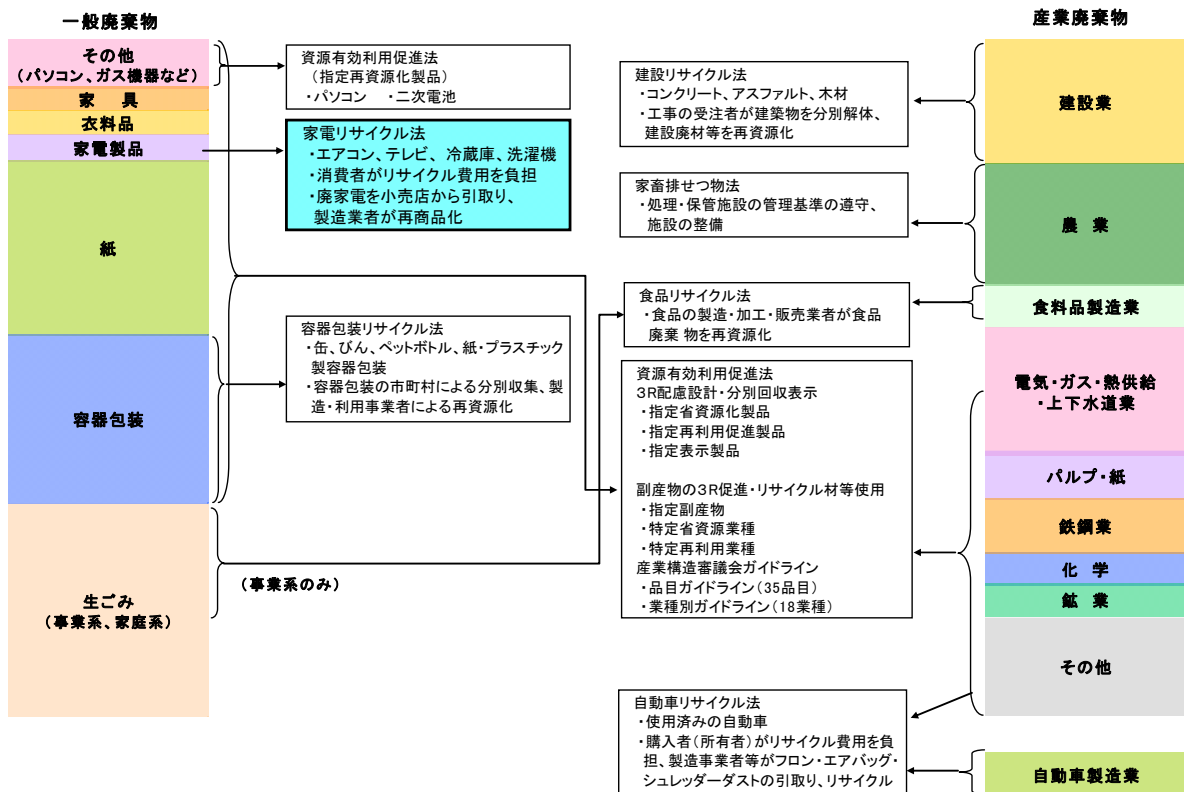 一般廃棄物
その他
(パソコン、ガス機器など)
家　具
衣料品
家電製品
紙
容器包装
生ごみ
(事業系、家庭系)
資源有効利用促進法
(指定再資源化製品)
・パソコン　・二次電池
家電リサイクル法
・エアコン、テレビ、冷蔵庫、洗濯機
・消費者がリサイクル費用を負担
・廃家電を小売店から引取り、
製造業者が再商品化
容器包装リサイクル法
・缶、びん、ペットボトル、紙・プラスチック
製容器包装
・容器包装の市町村による分別収集、製
造・利用事業者による再資源化
(事業系のみ)
建設リサイクル法
・コンクリート、アスファルト、木材
・工事の受注者が建築物を分別解体、
建設廃材等を再資源化
家畜排せつ物法
・処理・保管施設の管理基準の遵守、
施設の整備
食品リサイクル法
・食品の製造・加工・販売業者が食品
廃棄 物を再資源化
資源有効利用促進法
3R配慮設計・分別回収表示
・指定省資源化製品
・指定再利用促進製品
・指定表示製品
副産物の3R促進・リサイクル材等使用
・指定副産物
・特定省資源業種
・特定再利用業種
産業構造審議会ガイドライン
・品目ガイドライン(35品目)
・業種別ガイドライン(18業種)
自動車リサイクル法
・使用済みの自動車
・購入者(所有者)がリサイクル費用を負
担、製造事業者等がフロン・エアバッグ・
シュレッダーダストの引取り、リサイクル
産業廃棄物
建設業
農　業
食料品製造業
電気・ガス・熱供給
・上下水道業
パルプ・紙
鉄鋼業
化　学
鉱　業
その他
自動車製造業